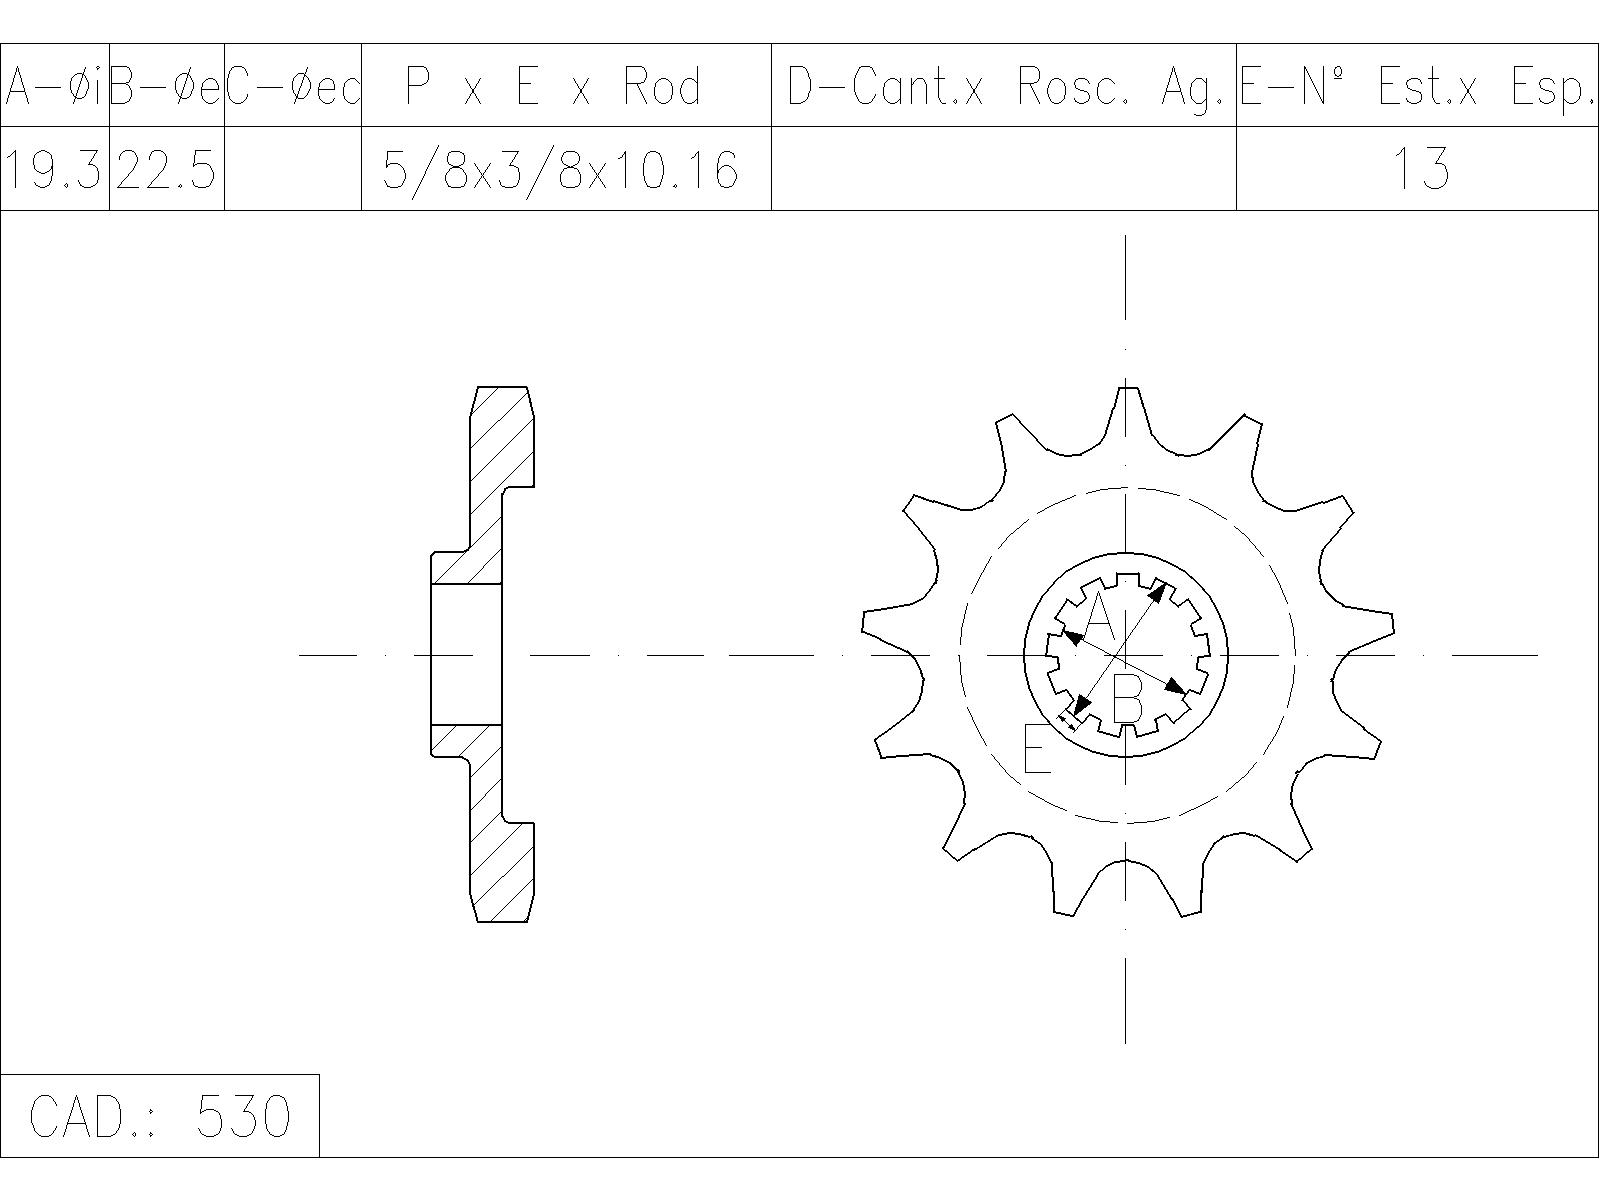 A-øi B-øe C-øec P x E x Rod D-Cant.x Rosc. Ag. E-Nº Est.x Esp.
19.3 22.5 5/8x3/8x10.16 13
A
B
E
CAD.: 530